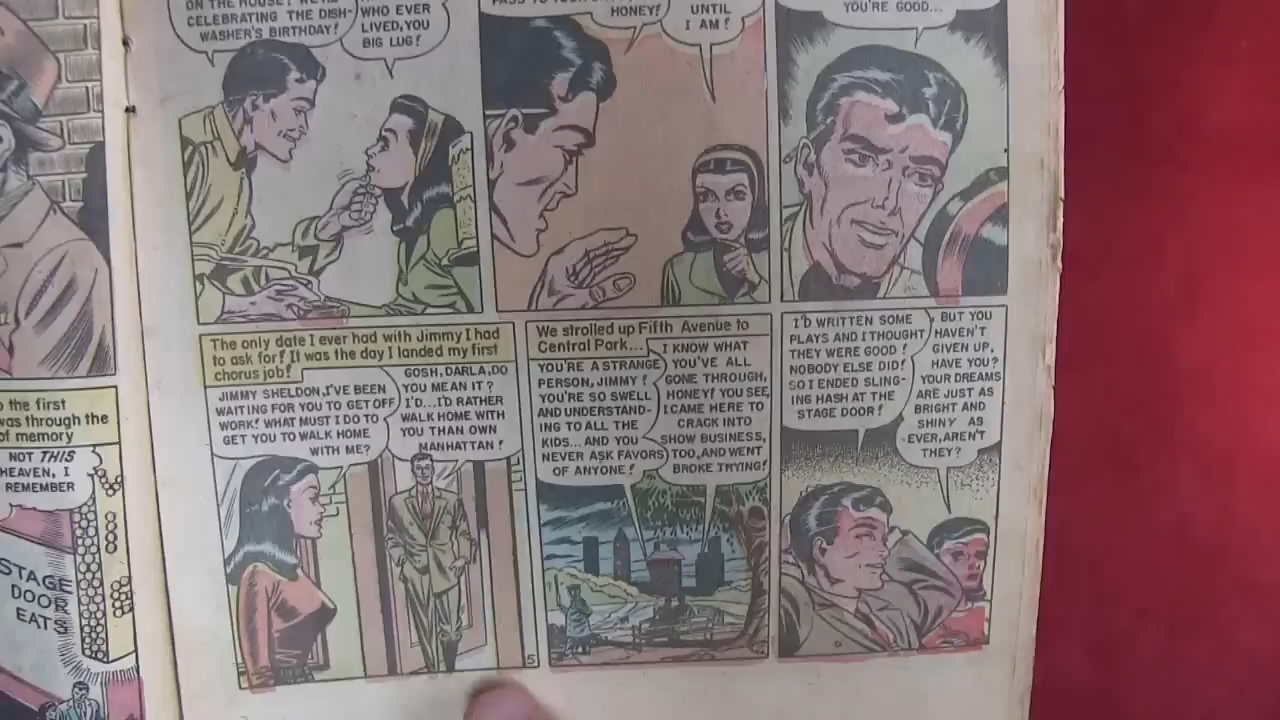 ON THE HOUSE! WE'RE
CELEBRATING THE DISH-
WASHER'S BIRTHDAY!
WHO EVER
LIVED, YOU
BIG LUG!
HONEY!
UNTIL
I AM!
YOU'RE GOOD...
The only date I ever had with Jimmy I had
to ask for! It was the day I landed my first
chorus job!
JIMMY SHELDON, I'VE BEEN
WAITING FOR YOU TO GET OFF
WORK! WHAT MUST I DO TO
GET YOU TO WALK HOME
WITH ME?
GOSH, DARLA, DO
YOU MEAN IT?
I'D...I'D RATHER
WALK HOME WITH
YOU THAN OWN
MANHATTAN!
5
We strolled up Fifth Avenue to
Central Park...
YOU'RE A STRANGE
PERSON, JIMMY!
YOU'RE SO SWELL
AND UNDERSTAND-
ING TO ALL THE
KIDS...AND YOU
NEVER ASK FAVORS
OF ANYONE!
I KNOW WHAT
YOU'VE ALL
GONE THROUGH,
HONEY! YOU SEE,
I CAME HERE TO
CRACK INTO
SHOW BUSINESS,
TOO, AND WENT
BROKE TRYING!
I'D WRITTEN SOME
PLAYS AND I THOUGHT
THEY WERE GOOD!
NOBODY ELSE DID!
SO I ENDED SLING-
ING HASH AT THE
STAGE DOOR!
BUT YOU
HAVEN'T
GIVEN UP,
HAVE YOU?
YOUR DREAMS
ARE JUST AS
BRIGHT AND
SHINY AS
EVER, AREN'T
THEY?
the first
was through the
of memory
NOT THIS
HEAVEN, I
REMEMBER
STAGE
DOOR
EATS